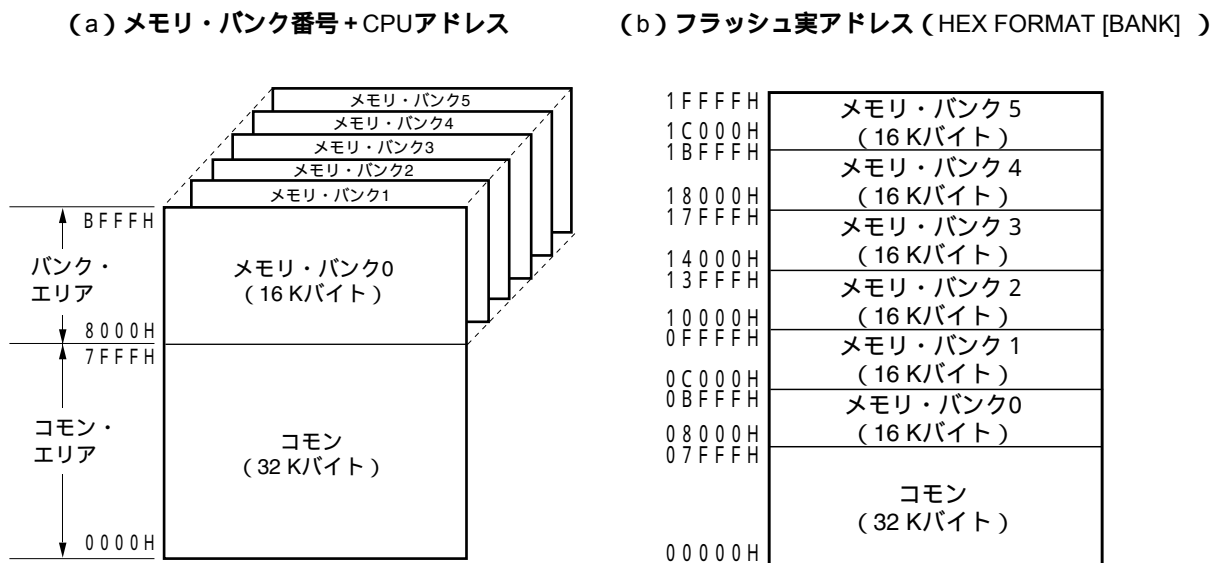 (a)メモリ・バンク番号+CPUアドレス
メモリ・バンク5
メモリ・バンク4
メモリ・バンク3
メモリ・バンク2
メモリ・バンク1
BFFFH
バンク・
エリア
メモリ・バンク0
(16 Kバイト)
8000H
7FFFH
コモン・
エリア
コモン
(32 Kバイト)
0000H
(b)フラッシュ実アドレス(HEX FORMAT [BANK] )
1FFFFH
メモリ・バンク5
(16 Kバイト)
1C000H
1BFFFH
メモリ・バンク4
(16 Kバイト)
18000H
17FFFH
メモリ・バンク3
(16 Kバイト)
14000H
13FFFH
メモリ・バンク2
(16 Kバイト)
10000H
0FFFFH
メモリ・バンク1
(16 Kバイト)
0C000H
0BFFFH
メモリ・バンク0
(16 Kバイト)
08000H
07FFFH
コモン
(32 Kバイト)
00000H